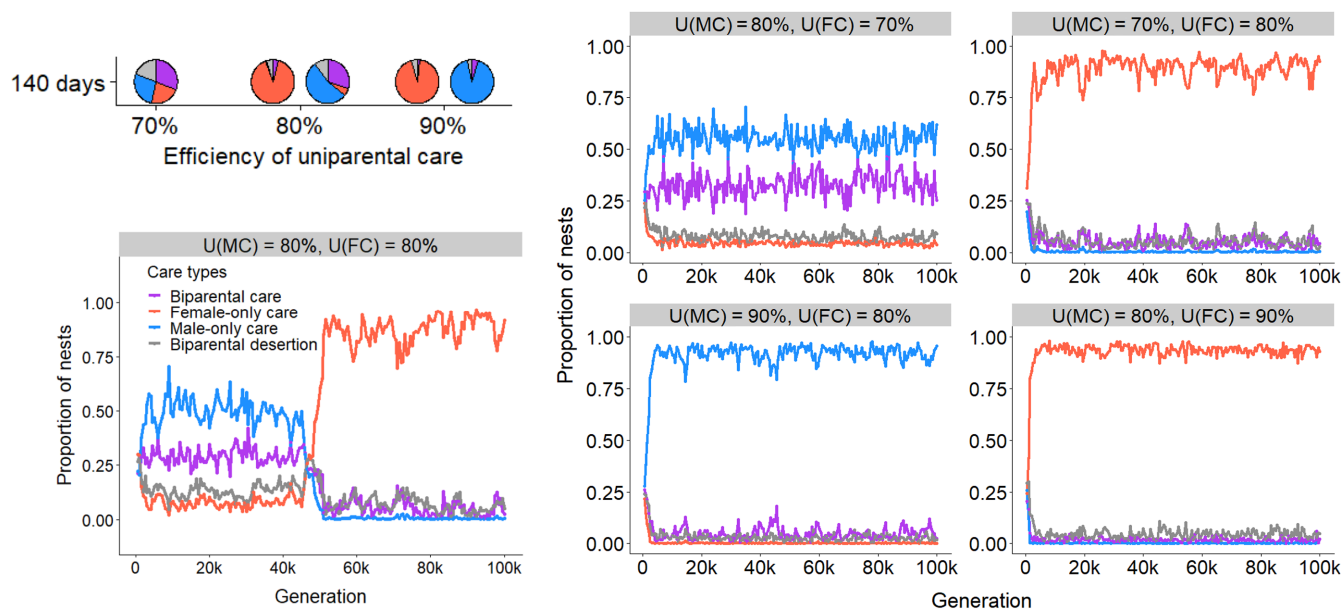 140 days
70%
80%
90%
Efficiency of uniparental care
U(MC) = 80%, U(FC) = 80%
Care types
Biparental care
Female-only care
Male-only care
Biparental desertion
Proportion of nests
1.00
0.75
0.50
0.25
0.00
0
20k
40k
60k
80k
100k
Generation
U(MC) = 80%, U(FC) = 70%
1.00
0.75
0.50
0.25
0.00
0
20k
40k
60k
80k
100k
U(MC) = 70%, U(FC) = 80%
1.00
0.75
0.50
0.25
0.00
0
20k
40k
60k
80k
100k
Proportion of nests
U(MC) = 90%, U(FC) = 80%
1.00
0.75
0.50
0.25
0.00
0
20k
40k
60k
80k
100k
U(MC) = 80%, U(FC) = 90%
1.00
0.75
0.50
0.25
0.00
0
20k
40k
60k
80k
100k
Generation